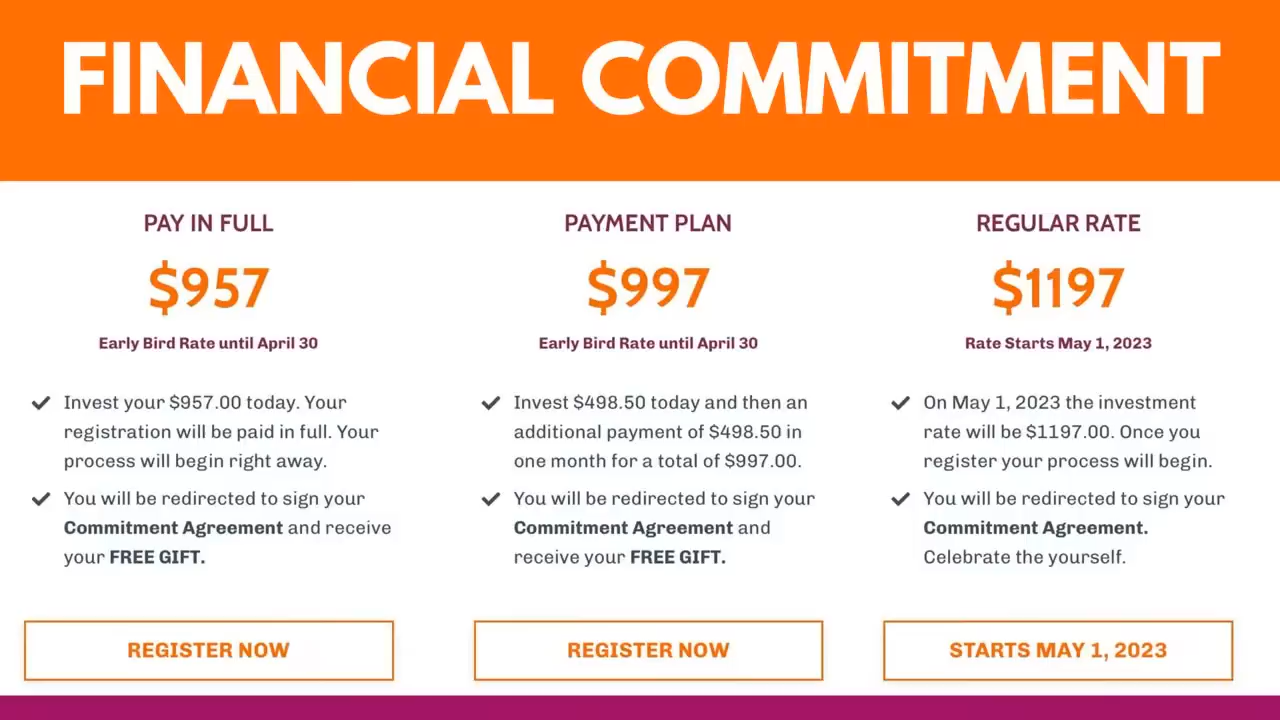 FINANCIAL COMMITMENT
PAY IN FULL
$957
Early Bird Rate until April 30
Invest your $957.00 today. Your
registration will be paid in full. Your
process will begin right away.
You will be redirected to sign your
Commitment Agreement and receive
your FREE GIFT.
REGISTER NOW
PAYMENT PLAN
$997
Early Bird Rate until April 30
Invest $498.50 today and then an
additional payment of $498.50 in
one month for a total of $997.00.
You will be redirected to sign your
Commitment Agreement and
receive your FREE GIFT.
REGISTER NOW
REGULAR RATE
$1197
Rate Starts May 1, 2023
On May 1, 2023 the investment
rate will be $1197.00. Once you
register your process will begin.
You will be redirected to sign your
Commitment Agreement.
Celebrate the yourself.
STARTS MAY 1, 2023